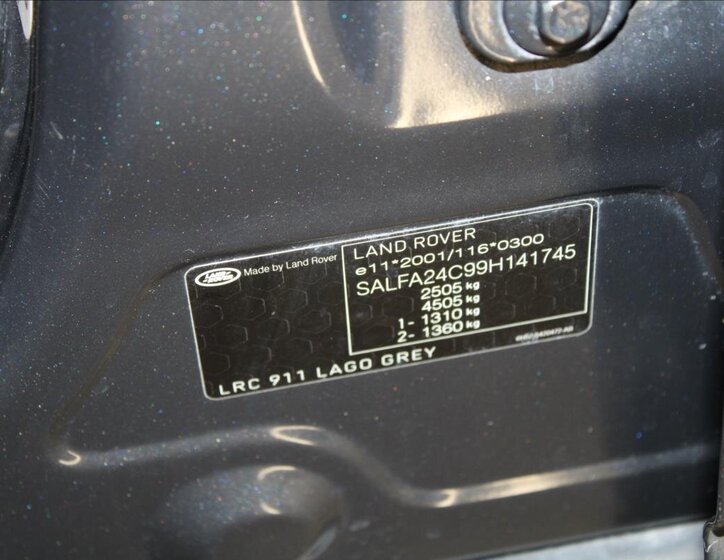 LAND ROVER
Made by Land Rover
LAND ROVER
e11*2001/116*0300
SALFA24C99H141745
2505 kg
4505 kg
1- 1310 kg
2- 1360 kg
LRC 911 LAGO GREY